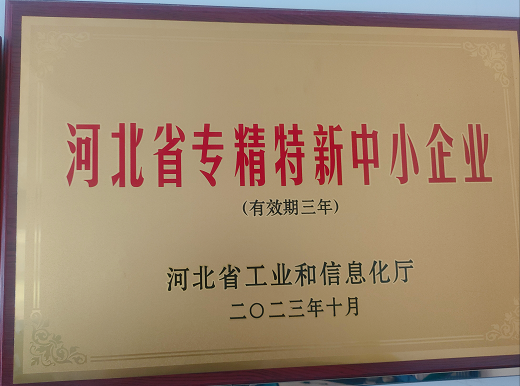 河北省专精特新中小企业
(有效期三年)
河北省工业和信息化厅
二〇二三年十月